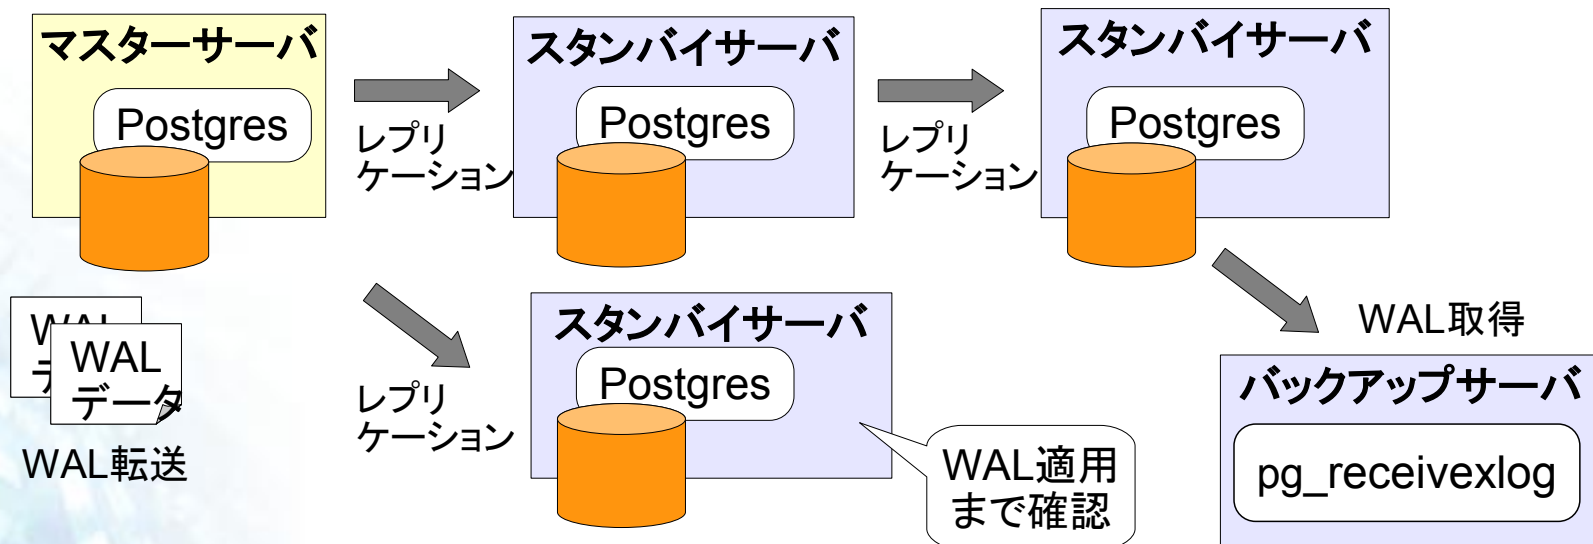 マスターサーバ
Postgres
レプリ
ケーション
スタンバイサーバ
Postgres
レプリ
ケーション
スタンバイサーバ
Postgres
WAL
デ
WAL
データ
WAL転送
レプリ
ケーション
スタンバイサーバ
Postgres
WAL適用
まで確認
WAL取得
バックアップサーバ
pg_receivexlog